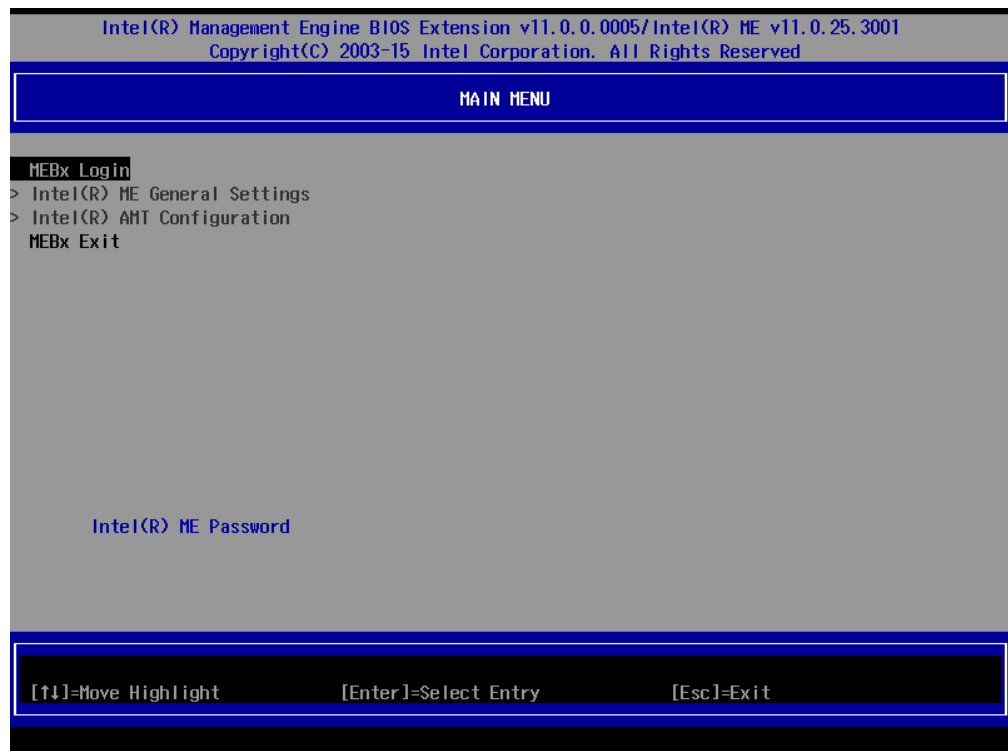 Intel(R) Management Engine BIOS Extension v11.0.0.0005/Intel(R) ME v11.0.25.3001
Copyright(C) 2003-15 Intel Corporation. All Rights Reserved
MAIN MENU
MEBx Login
> Intel(R) ME General Settings
> Intel(R) AMT Configuration
MEBx Exit
Intel(R) ME Password
[↑↓]=Move Highlight [Enter]=Select Entry [Esc]=Exit